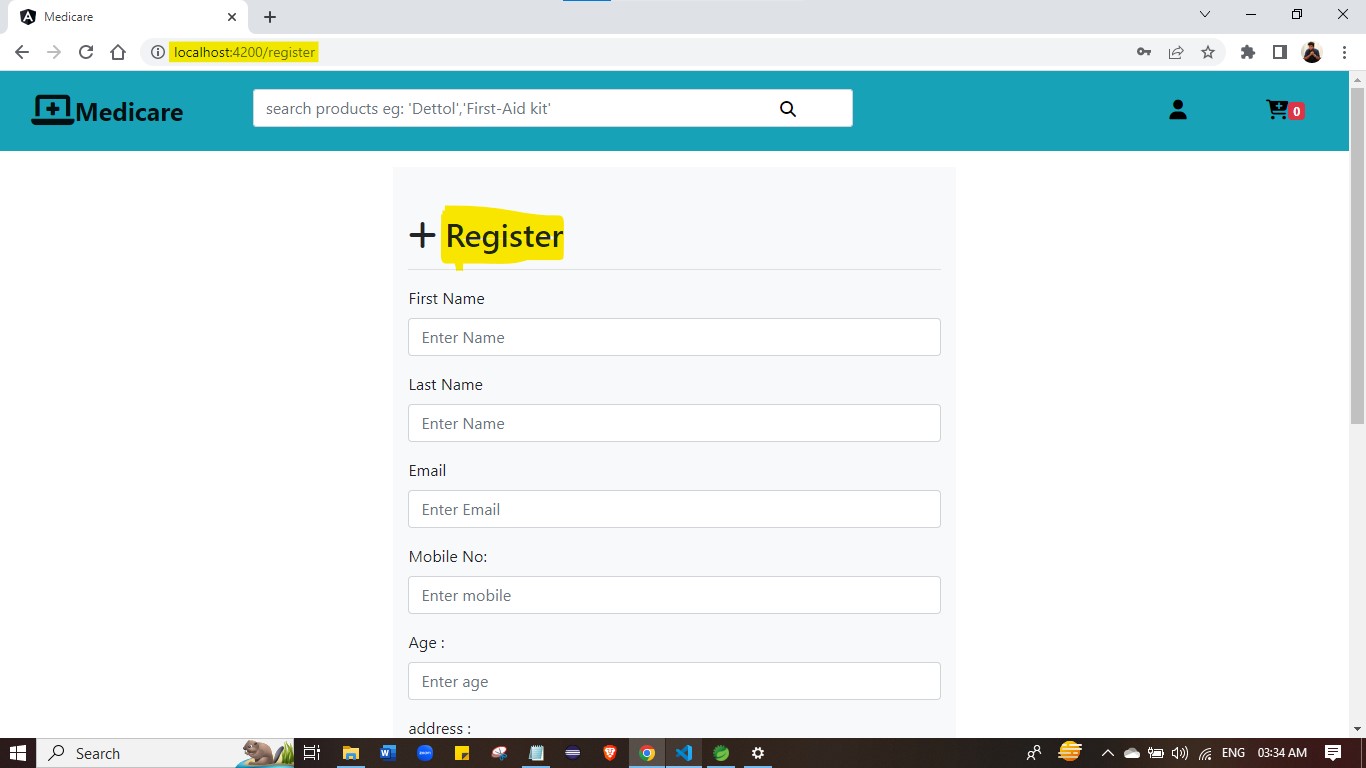 Medicare
localhost:4200/register
Medicare
search products eg: 'Dettol','First-Aid kit'
0
Register
First Name
Enter Name
Last Name
Enter Name
Email
Enter Email
Mobile No:
Enter mobile
Age :
Enter age
address :
Search
ENG
03:34 AM